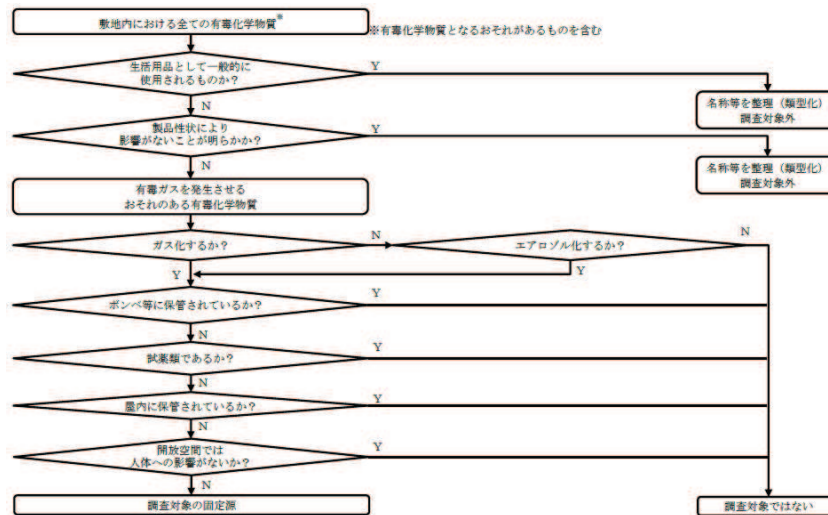 敷地内における全ての有毒化学物質※
※有毒化学物質となるおそれがあるものを含む
生活用品として一般的に
使用されるものか?
Y
N
名称等を整理(類型化)
調査対象外
製品性状により
影響がないことが明らかか?
Y
N
名称等を整理(類型化)
調査対象外
有毒ガスを発生させる
おそれのある有毒化学物質
ガス化するか?
N
エアロゾル化するか?
N
Y
Y
ボンベ等に保管されているか?
Y
N
試薬類であるか?
Y
N
屋内に保管されているか?
Y
N
開放空間では
人体への影響がないか?
Y
N
調査対象の固定源
調査対象ではない